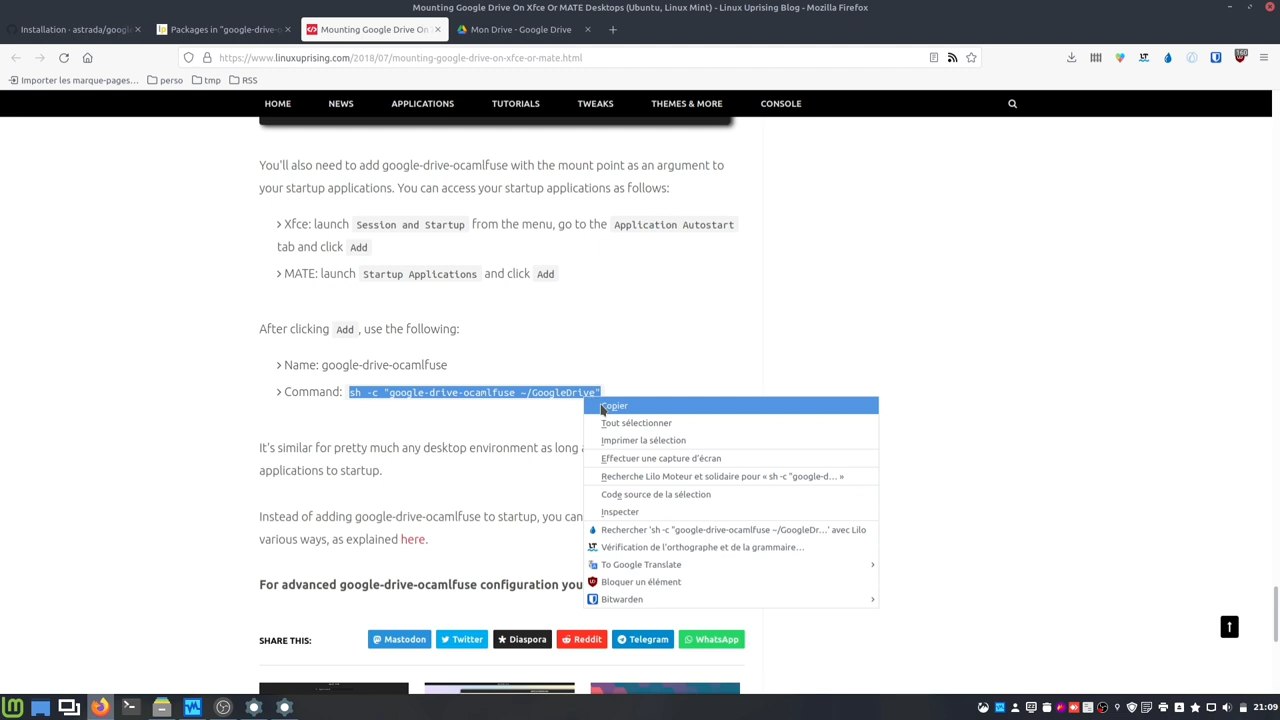 Mounting Google Drive On Xfce Or MATE Desktops (Ubuntu, Linux Mint) - Linux Uprising Blog - Mozilla Firefox
Installation · astrada/googl
Packages in "google-drive-
Mounting Google Drive On
Mon Drive - Google Drive
https://www.linuxuprising.com/2018/07/mounting-google-drive-on-xfce-or-mate.html
160
Importer les marque-pages…
perso
tmp
RSS
HOME NEWS APPLICATIONS TUTORIALS TWEAKS THEMES & MORE CONSOLE
You'll also need to add google-drive-ocamlfuse with the mount point as an argument to
your startup applications. You can access your startup applications as follows:
Xfce: launch Session and Startup from the menu, go to the Application Autostart
tab and click Add
MATE: launch Startup Applications and click Add
After clicking Add , use the following:
Name: google-drive-ocamlfuse
Command: sh -c "google-drive-ocamlfuse ~/GoogleDrive"
It's similar for pretty much any desktop environment as long a
applications to startup.
Instead of adding google-drive-ocamlfuse to startup, you can
various ways, as explained here.
For advanced google-drive-ocamlfuse configuration you
Copier
Tout sélectionner
Imprimer la sélection
Effectuer une capture d'écran
Recherche Lilo Moteur et solidaire pour « sh -c "google-d… »
Code source de la sélection
Inspecter
Rechercher 'sh -c "google-drive-ocamlfuse ~/GoogleDr…' avec Lilo
Vérification de l'orthographe et de la grammaire…
To Google Translate
Bloquer un élément
Bitwarden
SHARE THIS:
Mastodon
Twitter
Diaspora
Reddit
Telegram
WhatsApp
21:09